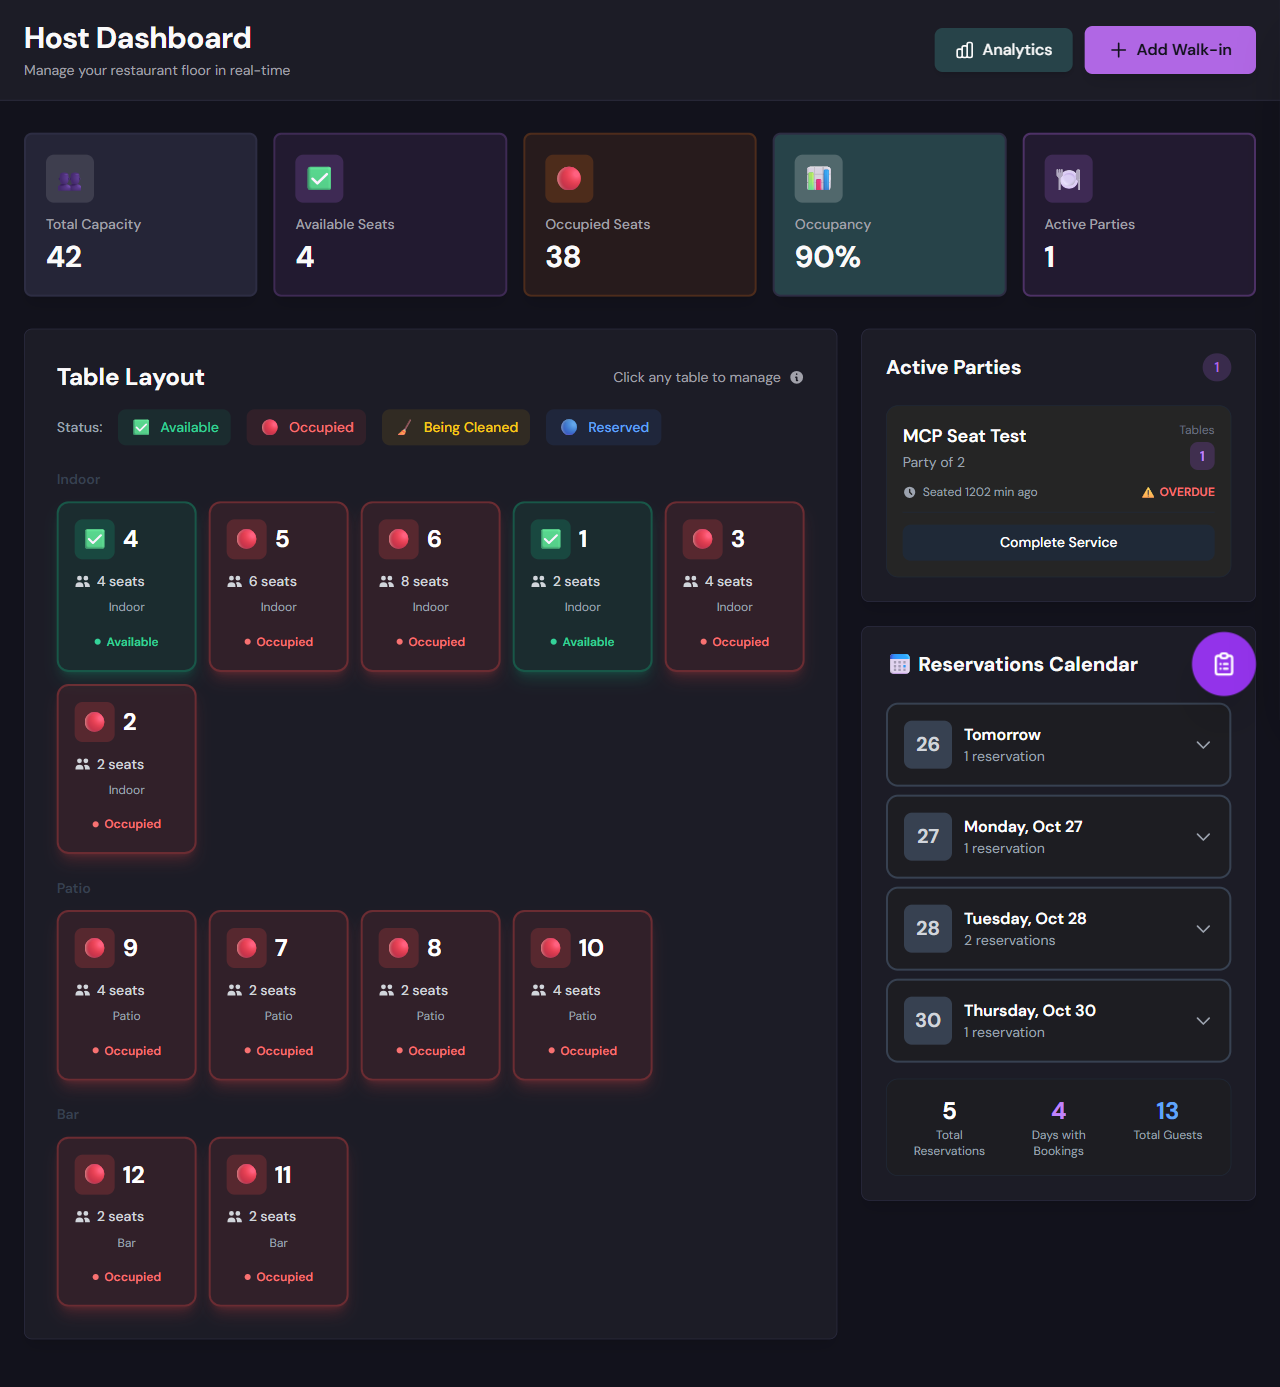 Host Dashboard
Manage your restaurant floor in real-time
Analytics
Add Walk-in
Total Capacity
42
Available Seats
4
Occupied Seats
38
Occupancy
90%
Active Parties
1
Table Layout
Click any table to manage
Status:
Available
Occupied
Being Cleaned
Reserved
Indoor
4
4 seats
Indoor
Available
5
6 seats
Indoor
Occupied
6
8 seats
Indoor
Occupied
1
2 seats
Indoor
Available
3
4 seats
Indoor
Occupied
2
2 seats
Indoor
Occupied
Patio
9
4 seats
Patio
Occupied
7
2 seats
Patio
Occupied
8
2 seats
Patio
Occupied
10
4 seats
Patio
Occupied
Bar
12
2 seats
Bar
Occupied
11
2 seats
Bar
Occupied
Active Parties
1
MCP Seat Test
Party of 2
Tables
1
Seated 1202 min ago
OVERDUE
Complete Service
Reservations Calendar
26
Tomorrow
1 reservation
27
Monday, Oct 27
1 reservation
28
Tuesday, Oct 28
2 reservations
30
Thursday, Oct 30
1 reservation
5
Total
Reservations
4
Days with
Bookings
13
Total Guests